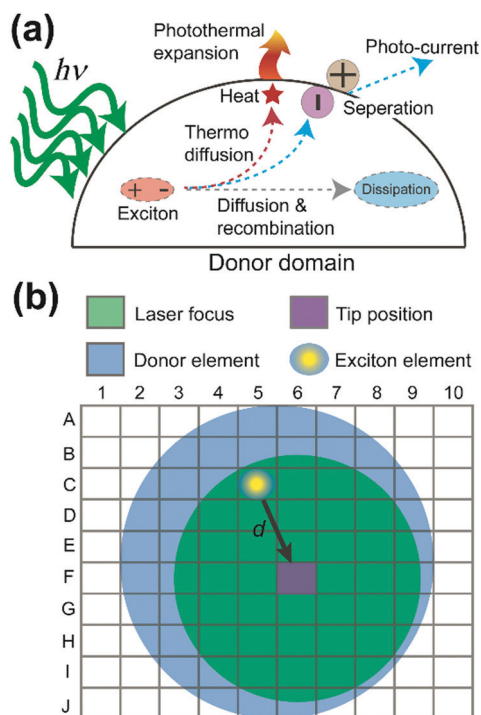 (a)
Photothermal
expansion
hν
Photo-current
+
Heat
-
Seperation
Thermo
diffusion
+ -
Exciton
Dissipation
Diffusion &
recombination
Donor domain
(b)
Laser focus
Tip position
Donor element
Exciton element
1 2 3 4 5 6 7 8 9 10
A
B
C
D
d
E
F
G
H
I
J